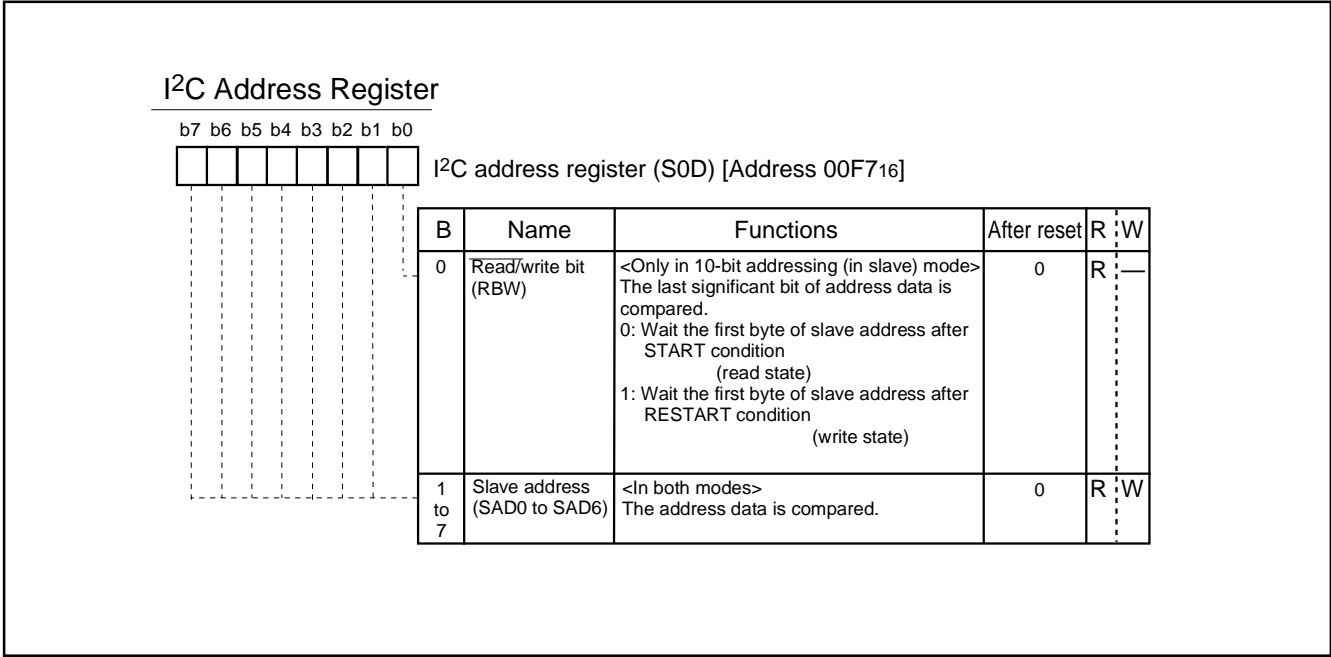 I2C Address Register
b7 b6 b5 b4 b3 b2 b1 b0
I2C address register (S0D) [Address 00F716]
B Name Functions After reset R W
0 Read/write bit <Only in 10-bit addressing (in slave) mode> 0 R —
(RBW) The last significant bit of address data is
compared.
0: Wait the first byte of slave address after
START condition
(read state)
1: Wait the first byte of slave address after
RESTART condition
(write state)
1 Slave address <In both modes> 0 R W
to (SAD0 to SAD6) The address data is compared.
7